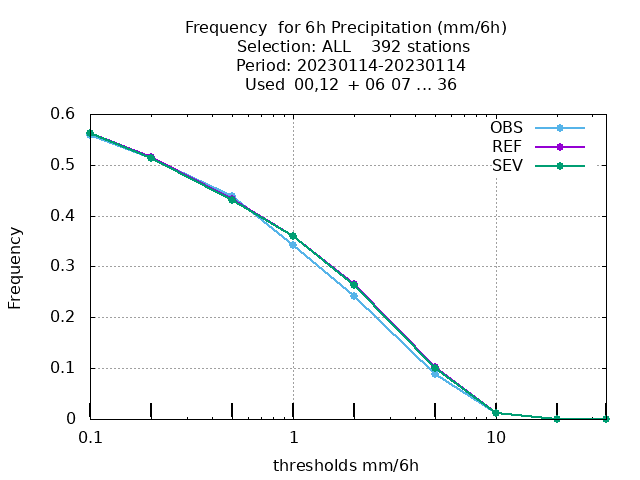 Frequency  for 6h Precipitation (mm/6h)
Selection: ALL    392 stations
Period: 20230114-20230114
Used  00,12  + 06 07 ... 36
OBS
REF
SEV
0.6
0.5
0.4
0.3
0.2
0.1
0
Frequency
0.1
1
10
thresholds mm/6h